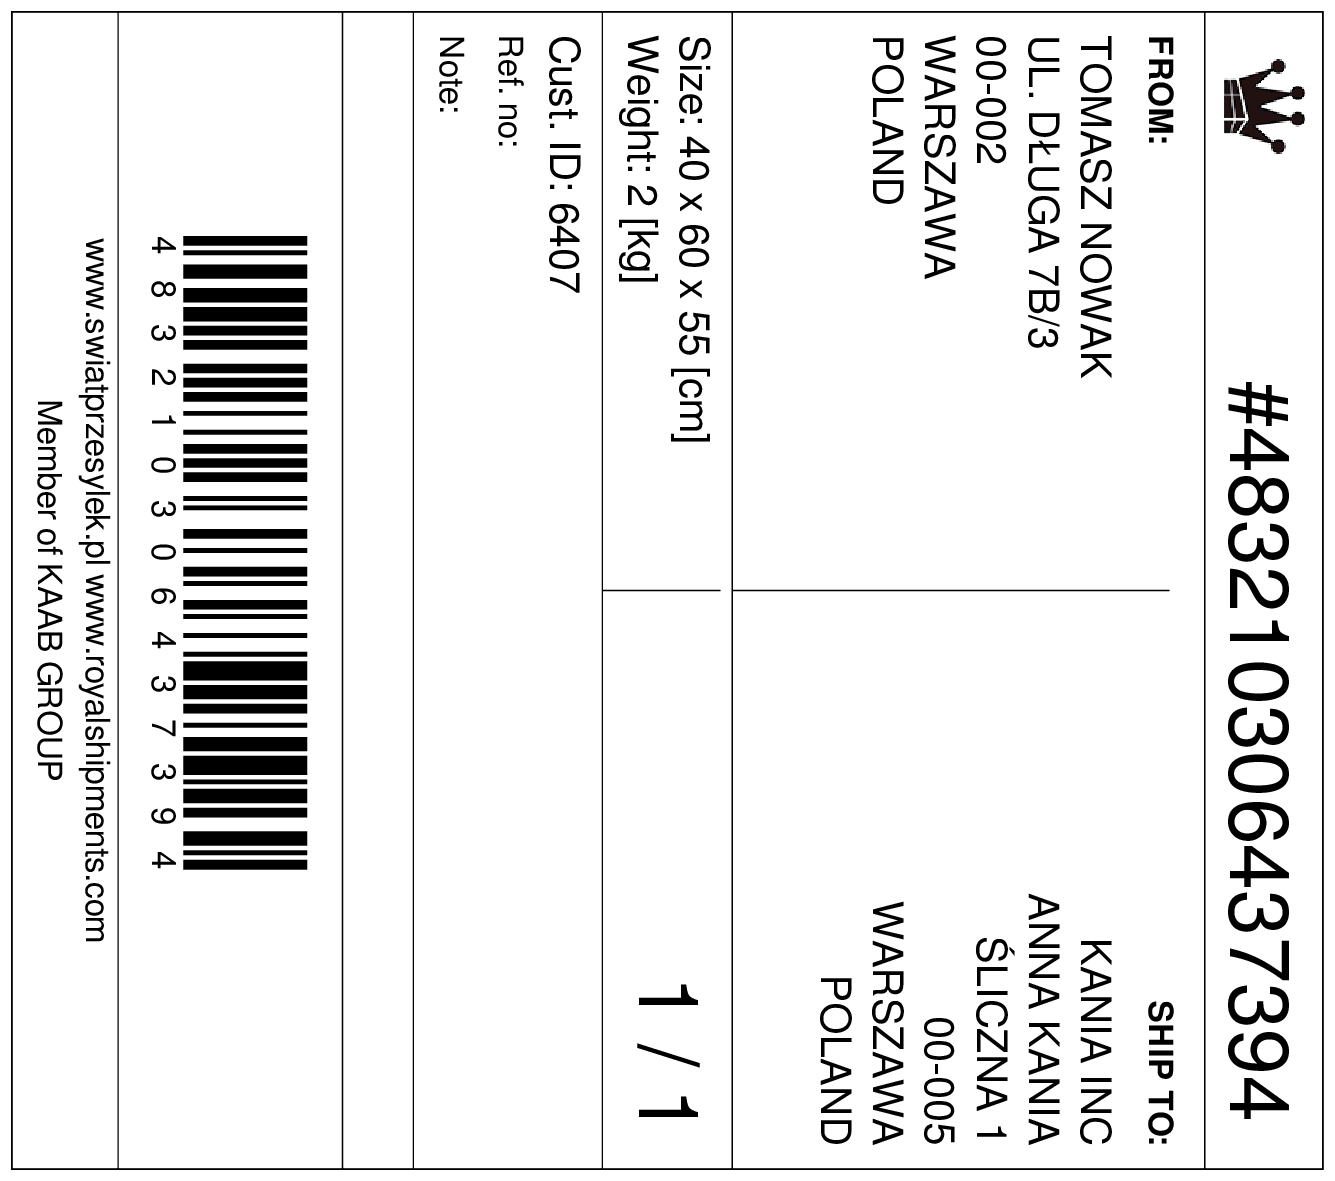 #483210306437394
FROM:
TOMASZ NOWAK
UL. DŁUGA 7B/3
00-002
WARSZAWA
POLAND
SHIP TO:
KANIA INC
ANNA KANIA
ŚLICZNA 1
00-005
WARSZAWA
POLAND
Size: 40 x 60 x 55 [cm]
Weight: 2 [kg]
1 / 1
Cust. ID: 6407
Ref. no:
Note:
4 8 3 2 1 0 3 0 6 4 3 7 3 9 4
www.swiatprzesylek.pl www.royalshipments.com
Member of KAAB GROUP